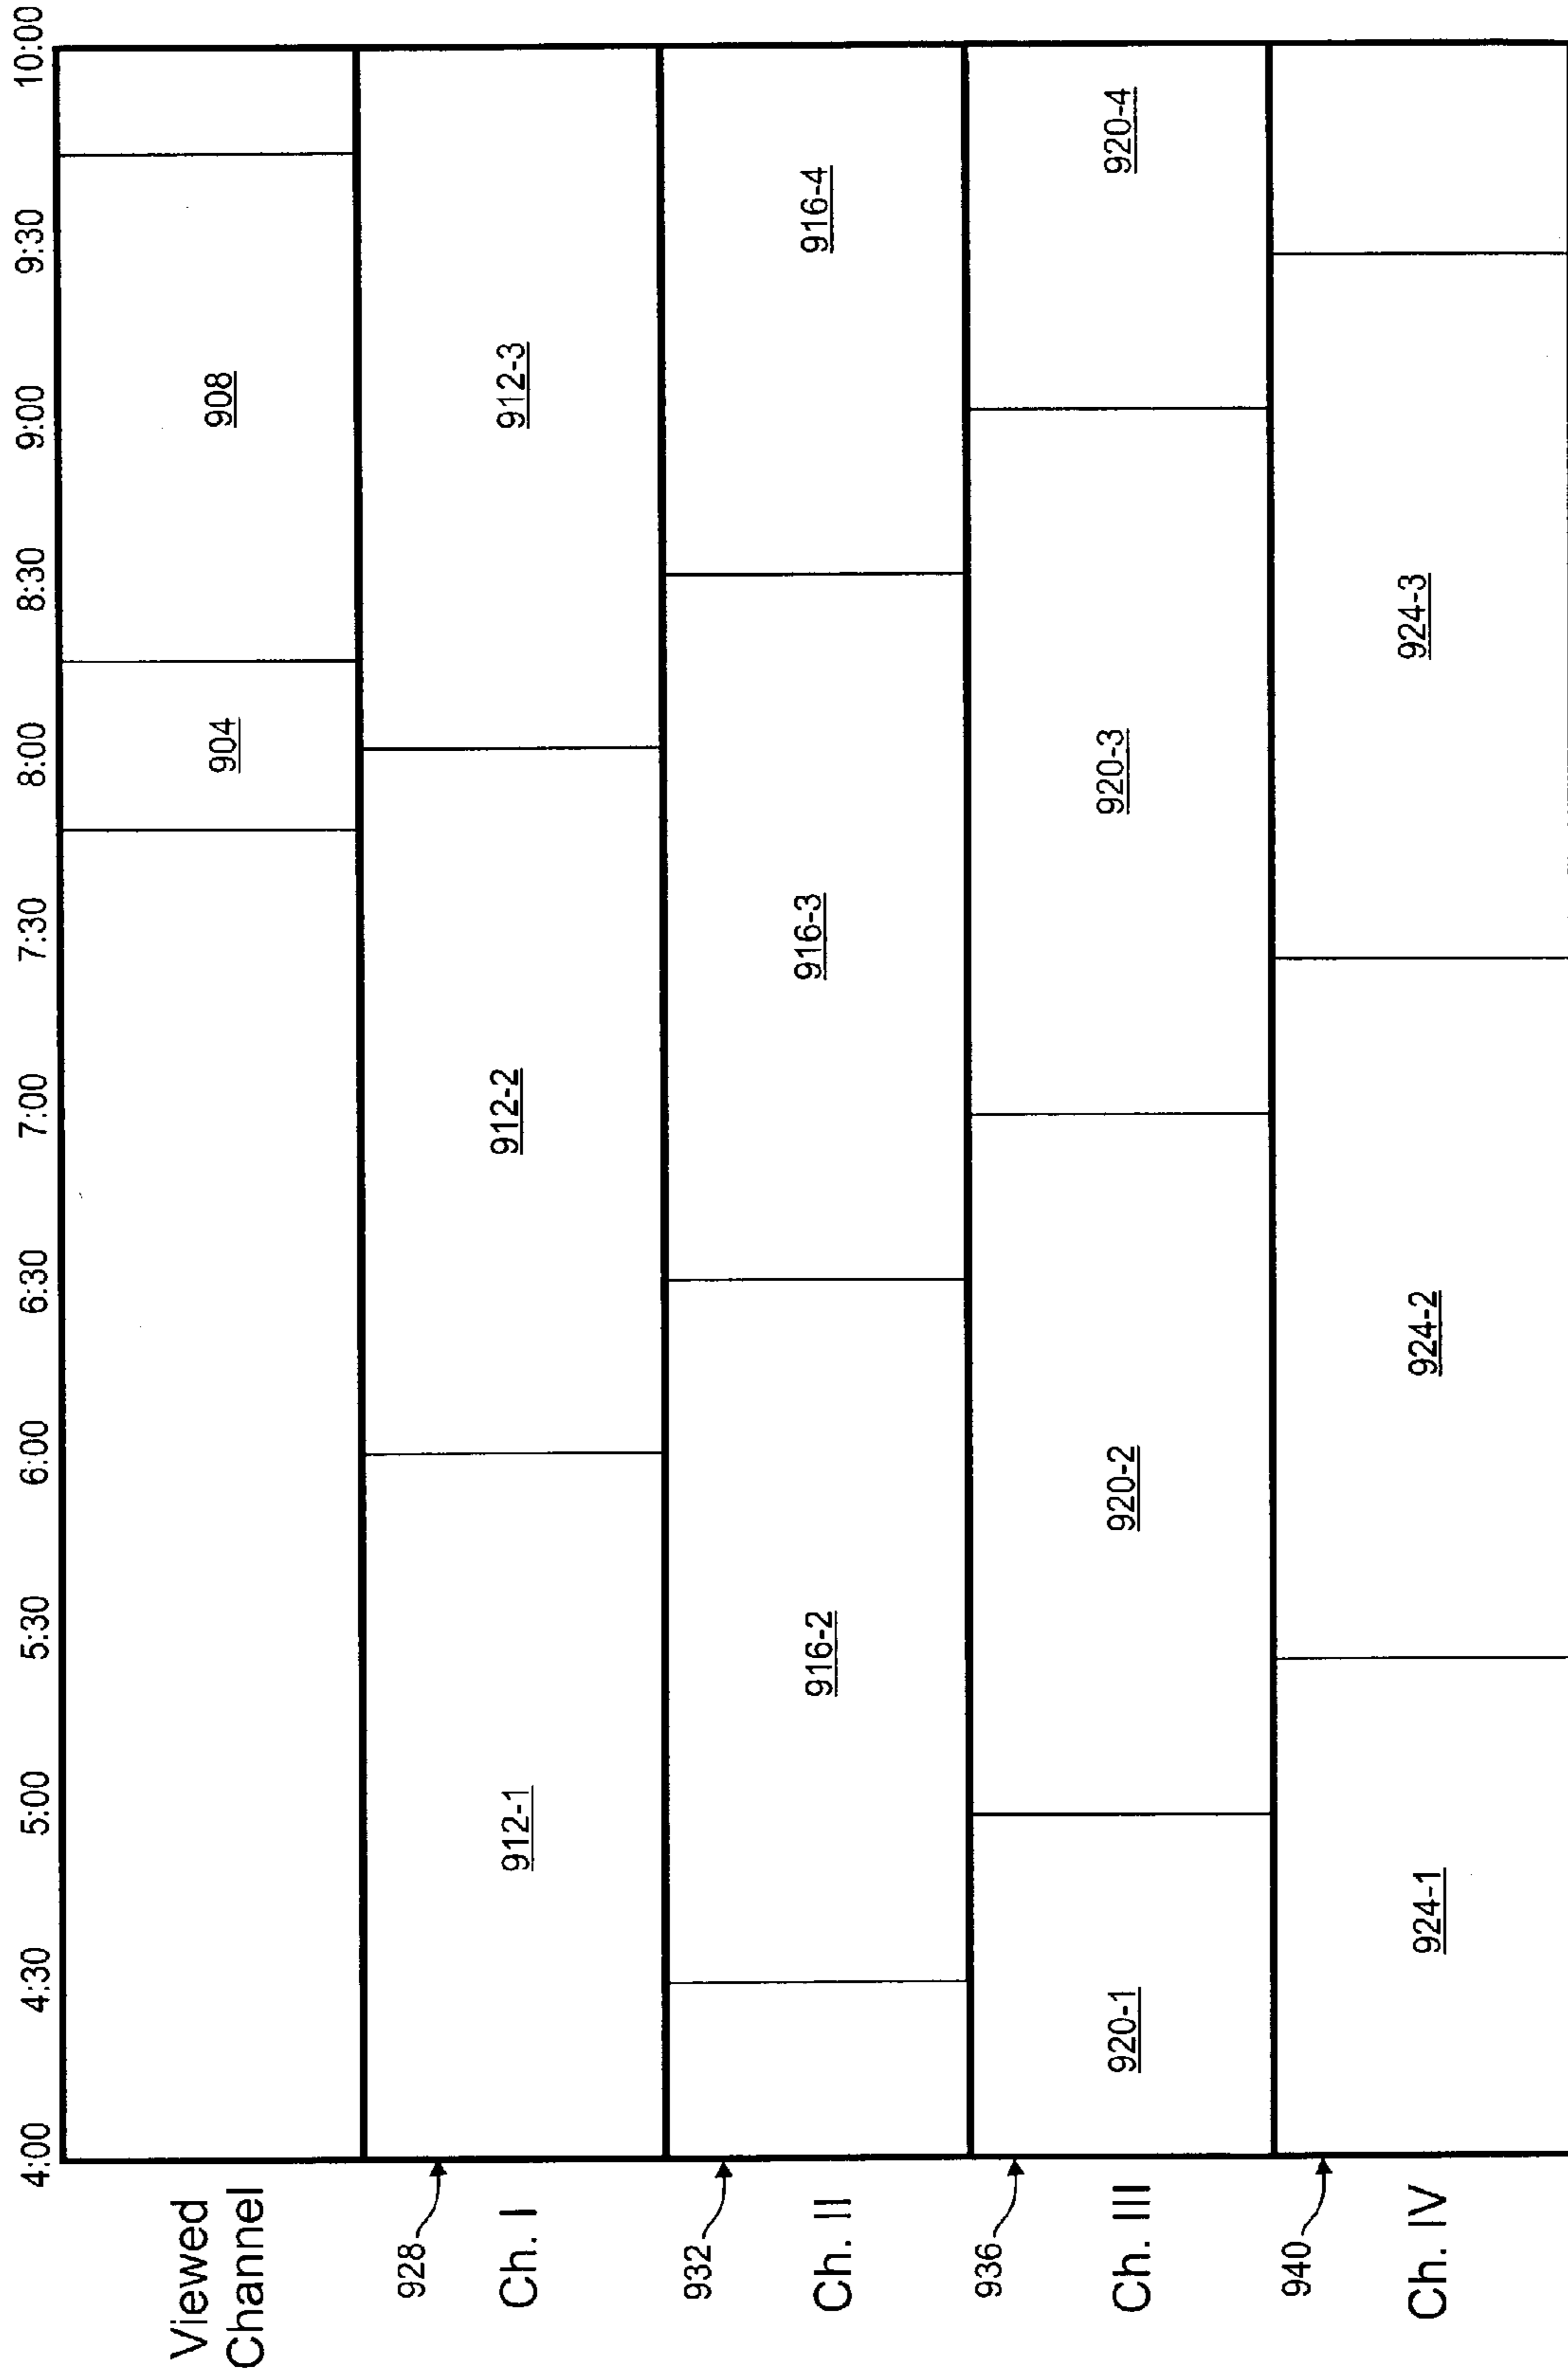 4:00 4:30 5:00 5:30 6:00 6:30 7:00 7:30 8:00 8:30 9:00 9:30 10:00
Viewed
Channel
904 908
928
Ch. I
912-1 912-2 912-3
932
Ch. II
916-2 916-3 916-4
936
Ch. III
920-1 920-2 920-3 920-4
940
Ch. IV
924-1 924-2 924-3